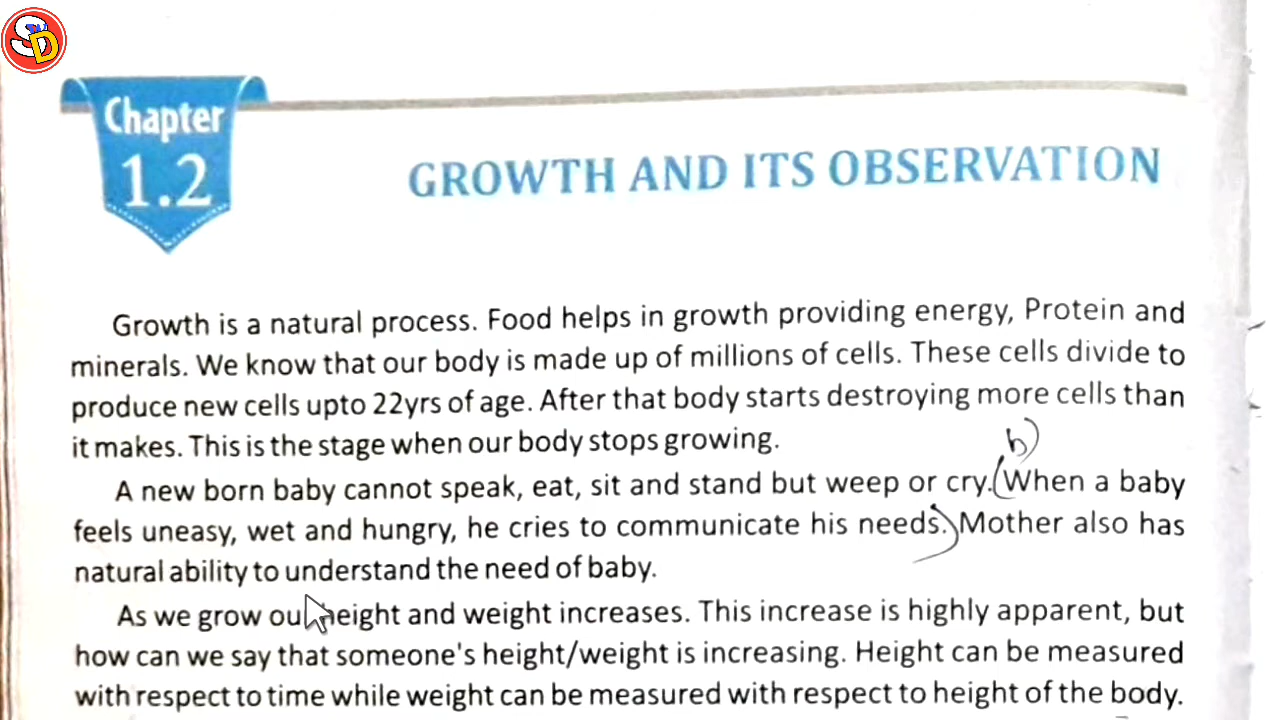 SD
Chapter
1.2
GROWTH AND ITS OBSERVATION
Growth is a natural process. Food helps in growth providing energy, Protein and
minerals. We know that our body is made up of millions of cells. These cells divide to
produce new cells upto 22yrs of age. After that body starts destroying more cells than
it makes. This is the stage when our body stops growing.
b)
A new born baby cannot speak, eat, sit and stand but weep or cry. (When a baby
feels uneasy, wet and hungry, he cries to communicate his needs.) Mother also has
natural ability to understand the need of baby.
As we grow our height and weight increases. This increase is highly apparent, but
how can we say that someone's height/weight is increasing. Height can be measured
with respect to time while weight can be measured with respect to height of the body.